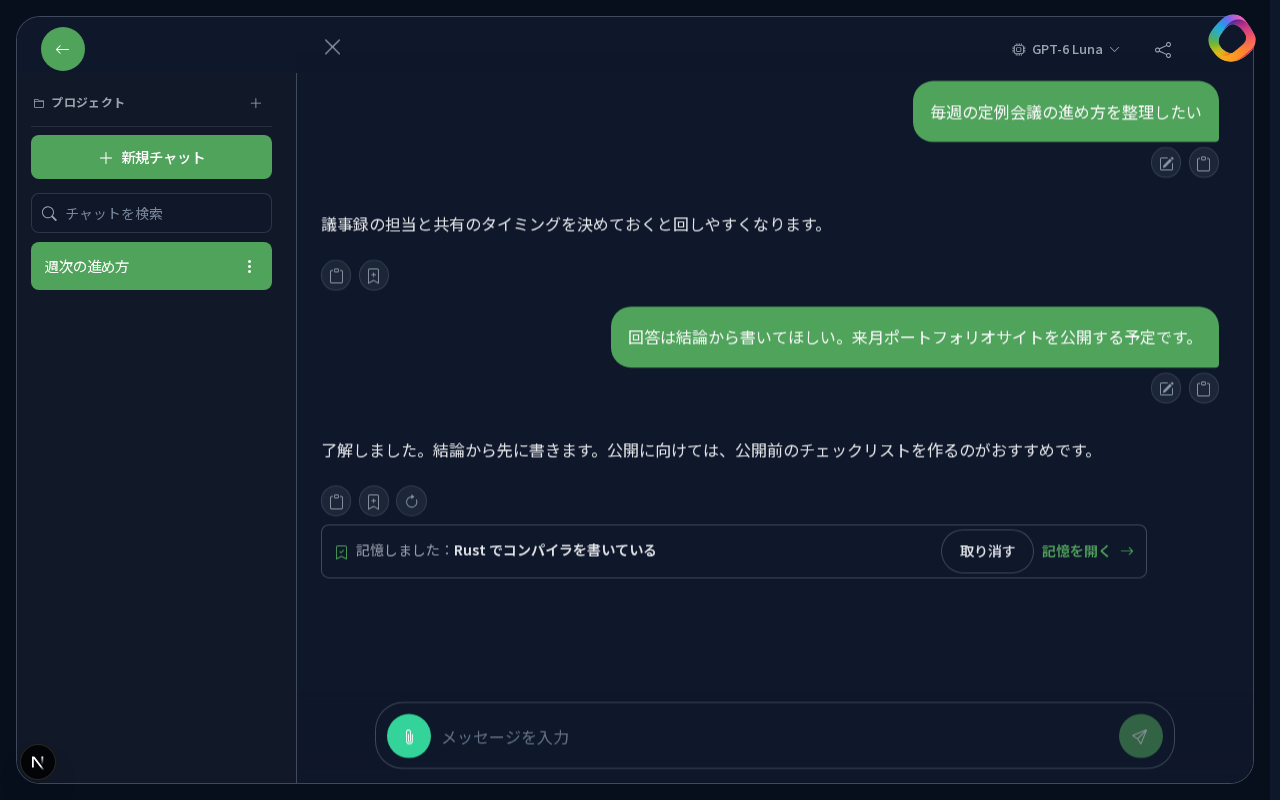 GPT-6 Luna
プロジェクト
新規チャット
チャットを検索
週次の進め方
毎週の定例会議の進め方を整理したい
議事録の担当と共有のタイミングを決めておくと回しやすくなります。
回答は結論から書いてほしい。来月ポートフォリオサイトを公開する予定です。
了解しました。結論から先に書きます。公開に向けては、公開前のチェックリストを作るのがおすすめです。
記憶しました：Rust でコンパイラを書いている 取り消す 記憶を開く →
メッセージを入力
N